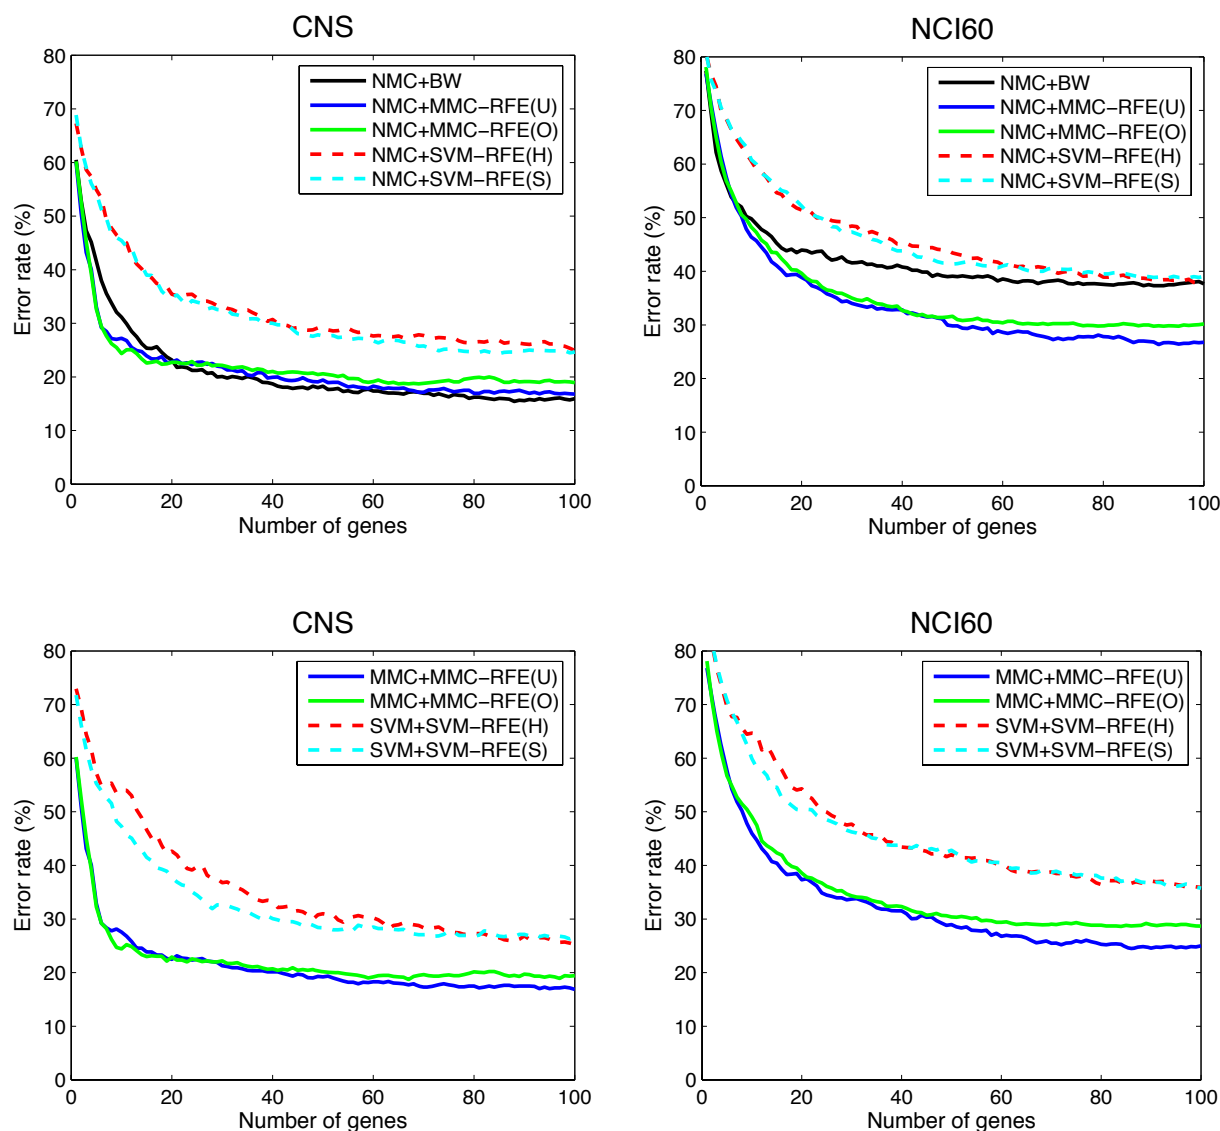 CNS
80
70
60
50
40
30
20
10
0
Error rate (%)
NMC+BW
NMC+MMC−RFE(U)
NMC+MMC−RFE(O)
NMC+SVM−RFE(H)
NMC+SVM−RFE(S)
0 20 40 60 80 100
Number of genes
NCI60
80
70
60
50
40
30
20
10
0
Error rate (%)
NMC+BW
NMC+MMC−RFE(U)
NMC+MMC−RFE(O)
NMC+SVM−RFE(H)
NMC+SVM−RFE(S)
0 20 40 60 80 100
Number of genes
CNS
80
70
60
50
40
30
20
10
0
Error rate (%)
MMC+MMC−RFE(U)
MMC+MMC−RFE(O)
SVM+SVM−RFE(H)
SVM+SVM−RFE(S)
0 20 40 60 80 100
Number of genes
NCI60
80
70
60
50
40
30
20
10
0
Error rate (%)
MMC+MMC−RFE(U)
MMC+MMC−RFE(O)
SVM+SVM−RFE(H)
SVM+SVM−RFE(S)
0 20 40 60 80 100
Number of genes